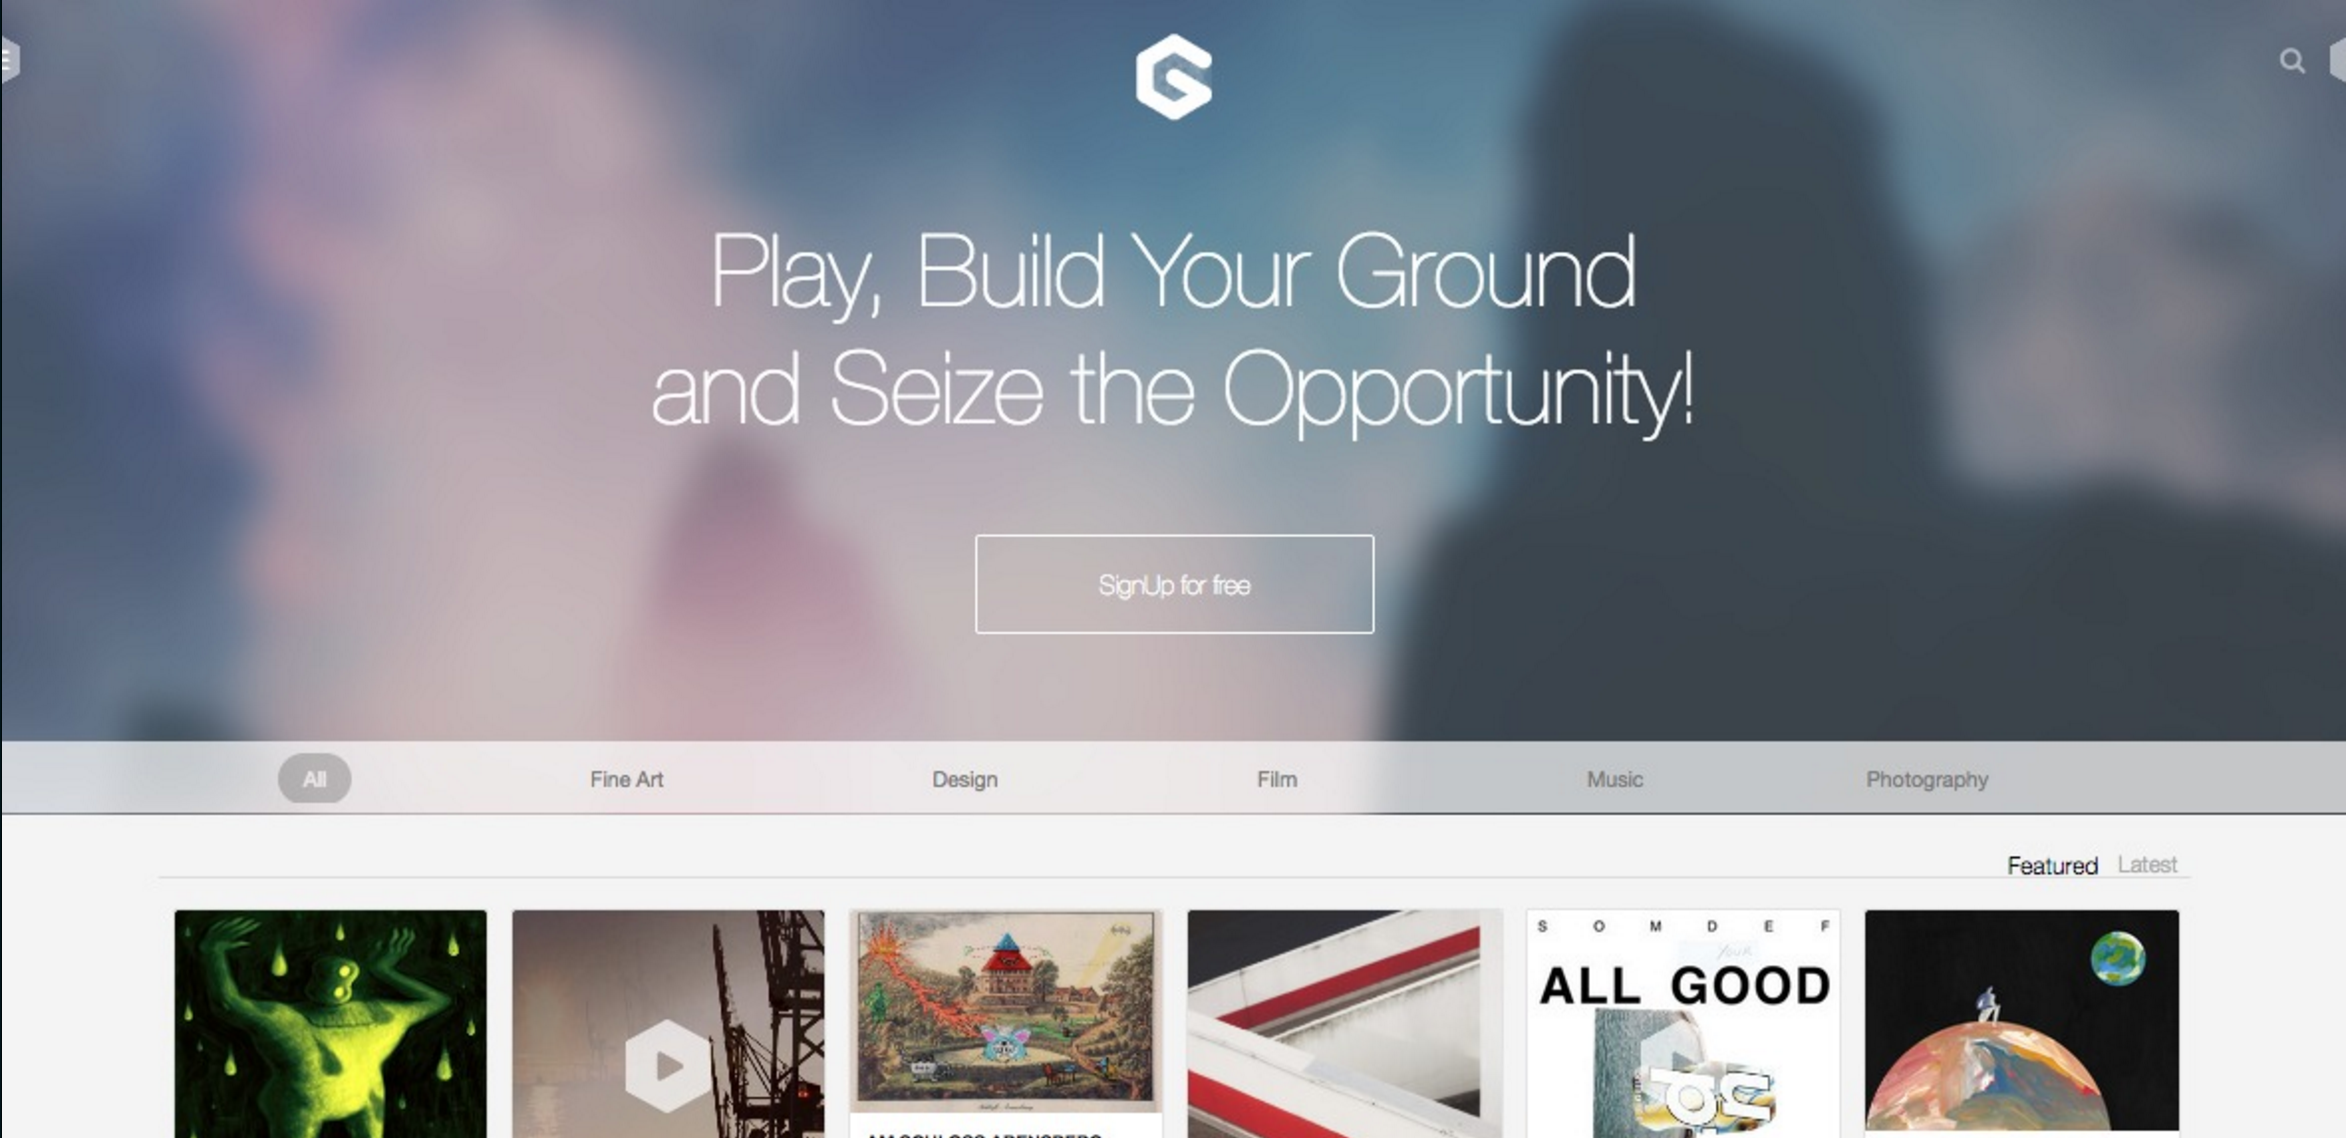 Play, Build Your Ground
and Seize the Opportunity!
SignUp for free
All Fine Art Design Film Music Photography
Featured Latest
S O M D E F
YOUR
ALL GOOD